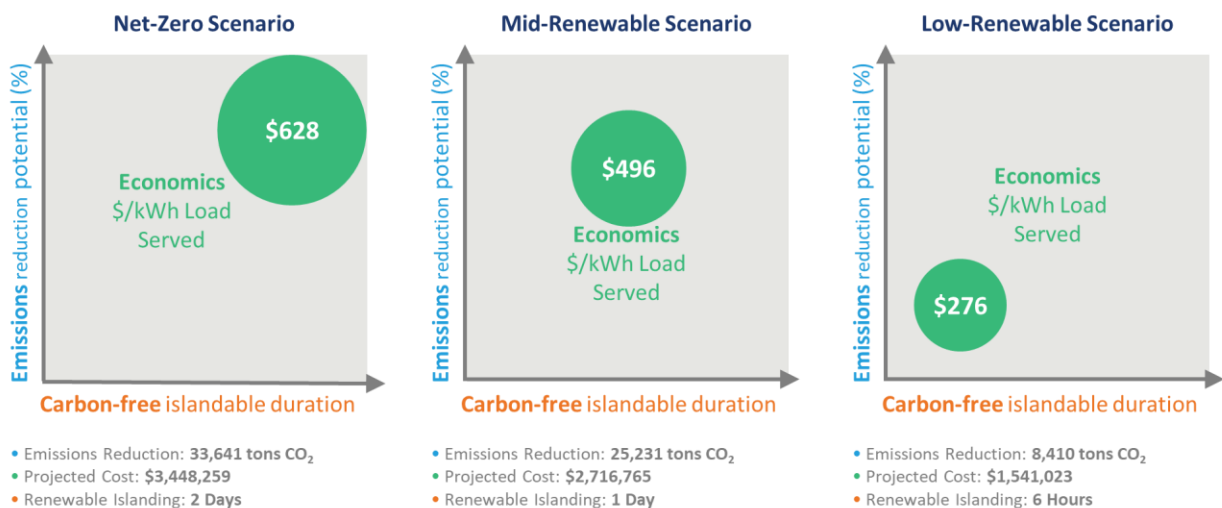 Net-Zero Scenario
Emissions reduction potential (%)
$628
Economics
$/kWh Load
Served
Carbon-free islandable duration
• Emissions Reduction: 33,641 tons CO₂
• Projected Cost: $3,448,259
• Renewable Islanding: 2 Days
Mid-Renewable Scenario
Emissions reduction potential (%)
$496
Economics
$/kWh Load
Served
Carbon-free islandable duration
• Emissions Reduction: 25,231 tons CO₂
• Projected Cost: $2,716,765
• Renewable Islanding: 1 Day
Low-Renewable Scenario
Emissions reduction potential (%)
Economics
$/kWh Load
Served
$276
Carbon-free islandable duration
• Emissions Reduction: 8,410 tons CO₂
• Projected Cost: $1,541,023
• Renewable Islanding: 6 Hours